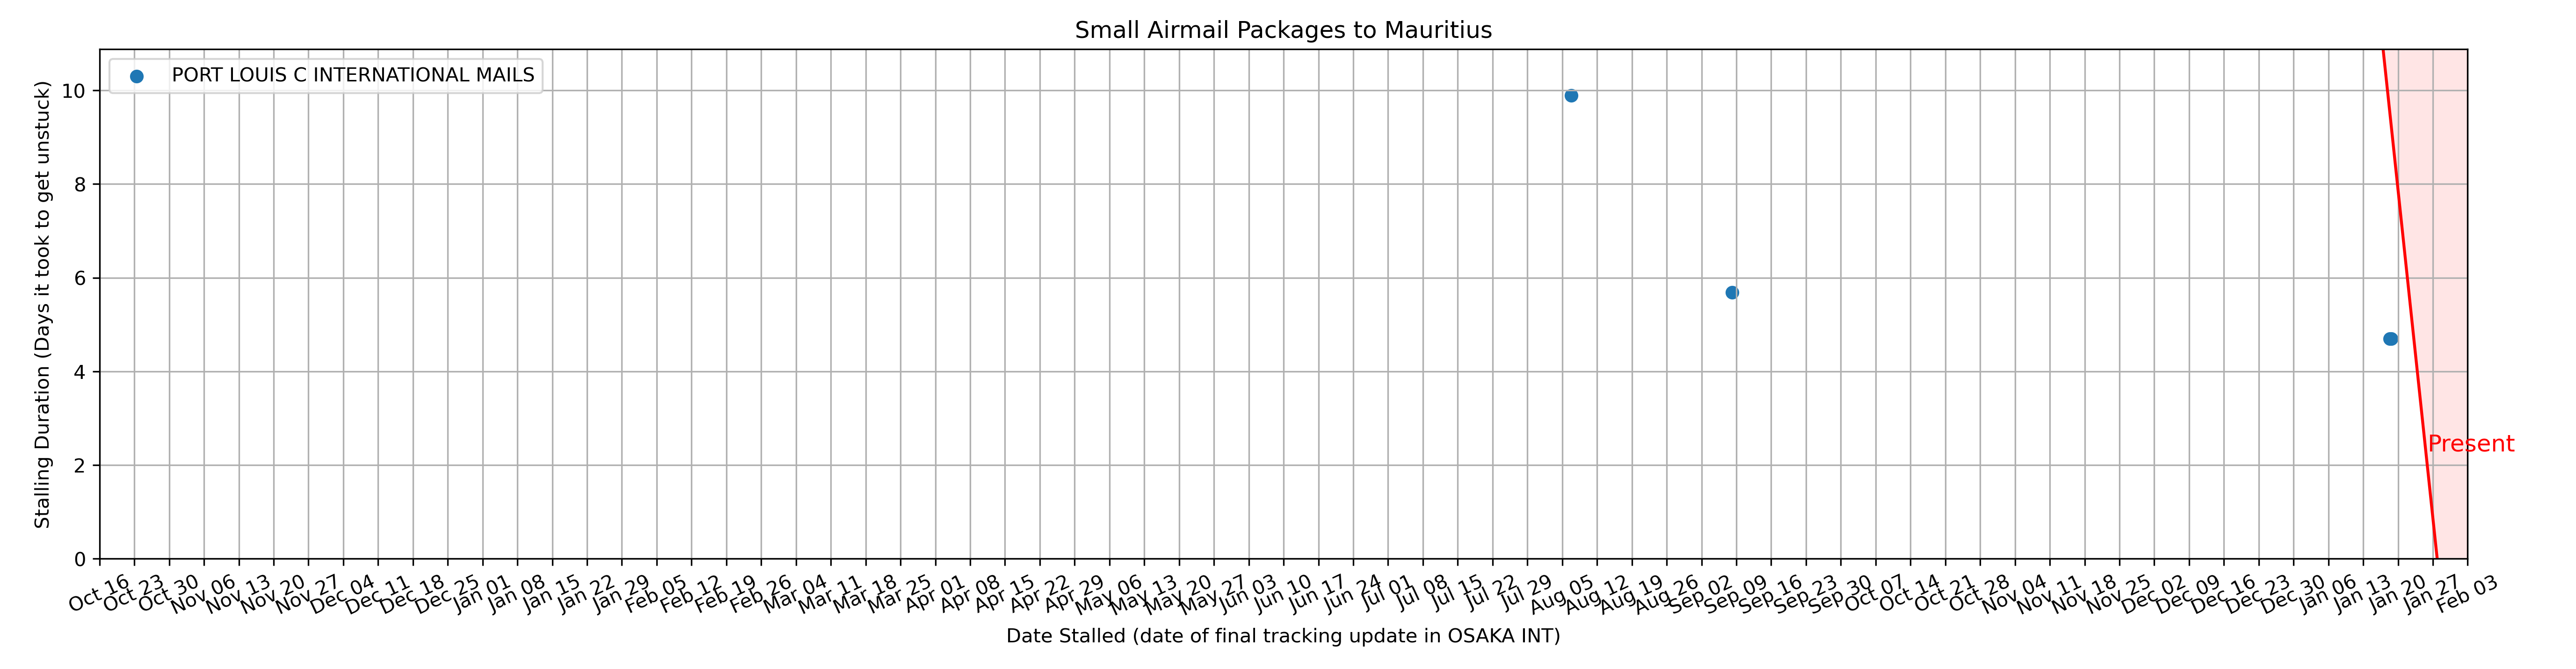 Small Airmail Packages to Mauritius
PORT LOUIS C INTERNATIONAL MAILS
Stalling Duration (Days it took to get unstuck)
10
8
6
4
2
0
Present
Oct 16 Oct 23 Oct 30 Nov 06 Nov 13 Nov 20 Nov 27 Dec 04 Dec 11 Dec 18 Dec 25 Jan 01 Jan 08 Jan 15 Jan 22 Jan 29 Feb 05 Feb 12 Feb 19 Feb 26 Mar 04 Mar 11 Mar 18 Mar 25 Apr 01 Apr 08 Apr 15 Apr 22 Apr 29 May 06 May 13 May 20 May 27 Jun 03 Jun 10 Jun 17 Jun 24 Jul 01 Jul 08 Jul 15 Jul 22 Jul 29 Aug 05 Aug 12 Aug 19 Aug 26 Sep 02 Sep 09 Sep 16 Sep 23 Sep 30 Oct 07 Oct 14 Oct 21 Oct 28 Nov 04 Nov 11 Nov 18 Nov 25 Dec 02 Dec 09 Dec 16 Dec 23 Dec 30 Jan 06 Jan 13 Jan 20 Jan 27 Feb 03
Date Stalled (date of final tracking update in OSAKA INT)